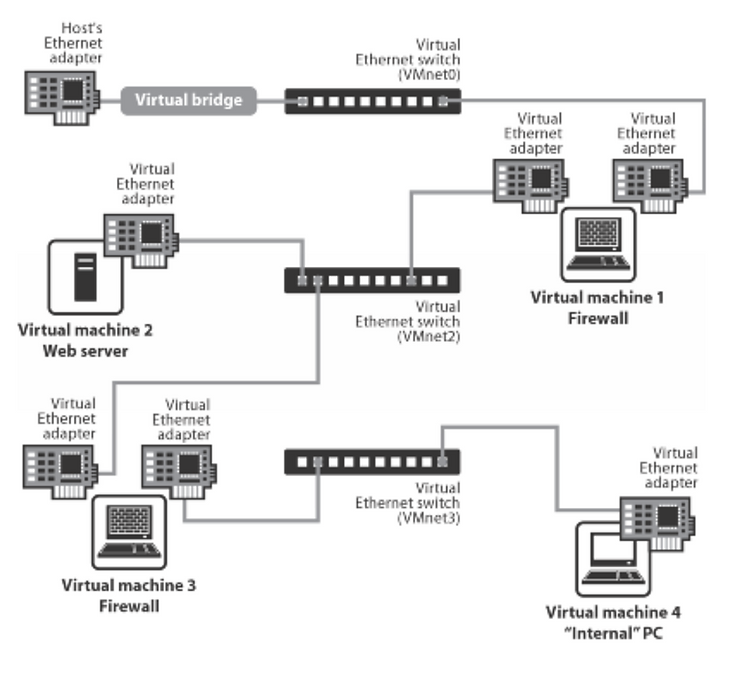 Host's
Ethernet
adapter
Virtual
Ethernet switch
(VMnet0)
Virtual bridge
Virtual
Ethernet
adapter
Virtual
Ethernet
adapter
Virtual
Ethernet
adapter
Virtual machine 1
Firewall
Virtual
Ethernet switch
(VMnet2)
Virtual machine 2
Web server
Virtual
Ethernet
adapter
Virtual
Ethernet
adapter
Virtual
Ethernet switch
(VMnet3)
Virtual
Ethernet
adapter
Virtual machine 3
Firewall
Virtual machine 4
“Internal” PC